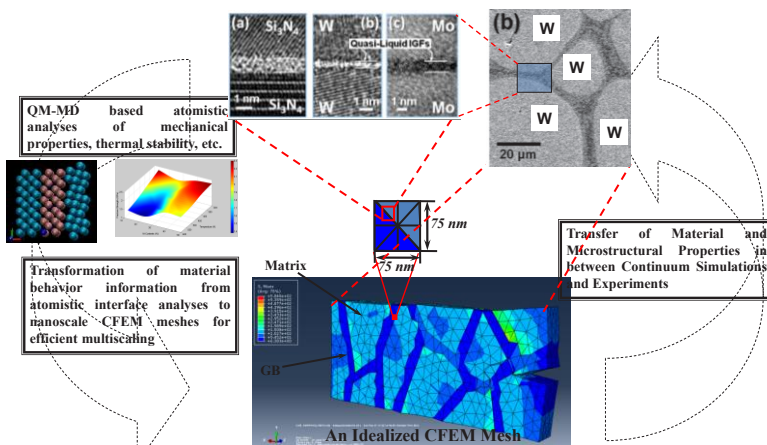 (a)
Si3N4
Si3N4
1 nm
W
(b)
W
1 nm
(c)
Mo
Quasi-Liquid IGFs
Mo
1 nm
(b)
W
W
W
W
W
20 μm
QM-MD based atomistic
analyses of mechanical
properties, thermal stability, etc.
Transformation of material
behavior information from
atomistic interface analyses to
nanoscale CFEM meshes for
efficient multiscaling
75 nm
75 nm
Transfer of Material and
Microstructural Properties in
between Continuum Simulations
and Experiments
Matrix
GB
S, Mises
(Avg: 75%)
An Idealized CFEM Mesh